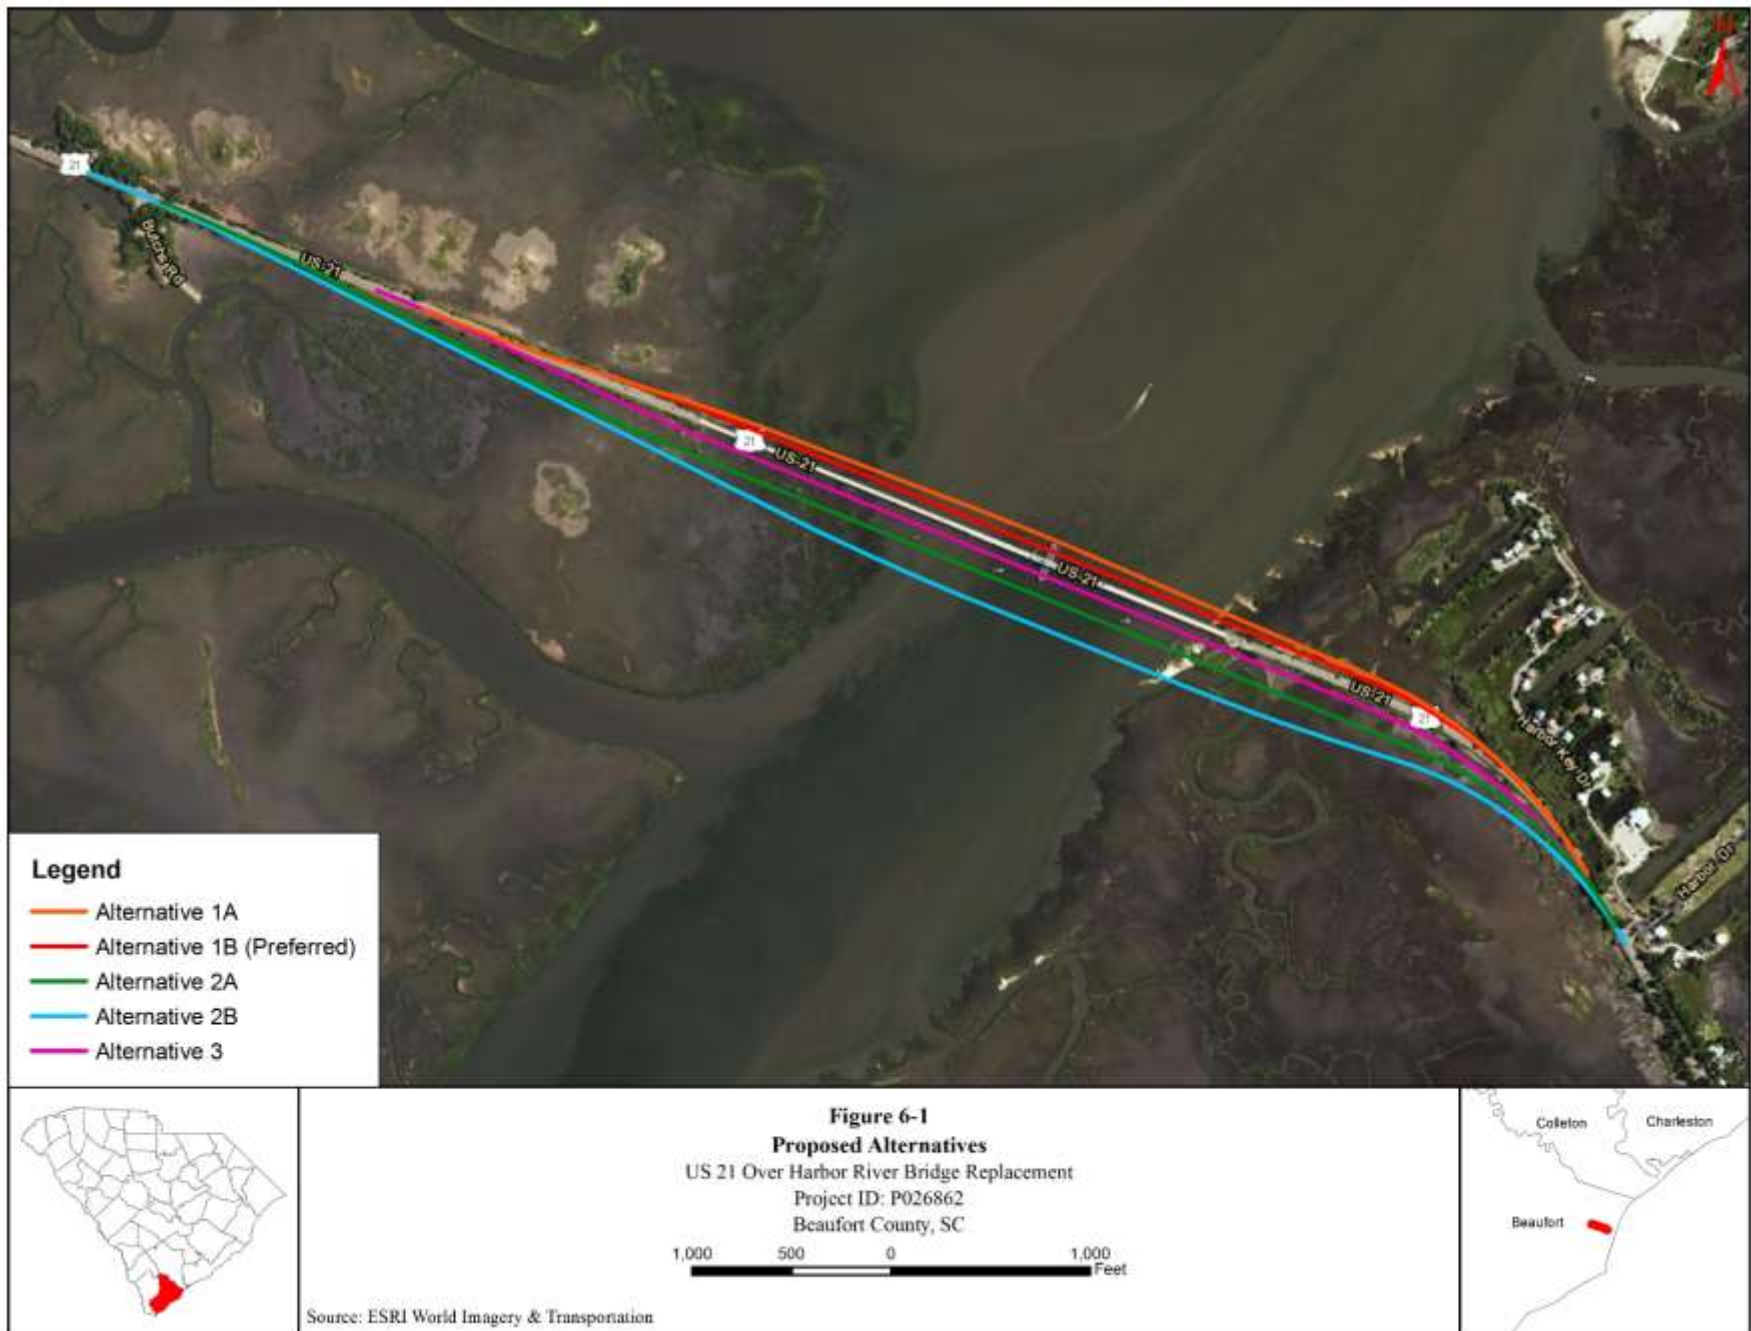 N
21
Butche Rd
US-21
21
US-21
US-21
US-21
21
Harbor Key Dr
Harbor Dr
Legend
Alternative 1A
Alternative 1B (Preferred)
Alternative 2A
Alternative 2B
Alternative 3
Figure 6-1
Proposed Alternatives
US 21 Over Harbor River Bridge Replacement
Project ID: P026862
Beaufort County, SC
1,000 500 0 1,000
Feet
Source: ESRI World Imagery & Transportation
Colleton
Charleston
Beaufort